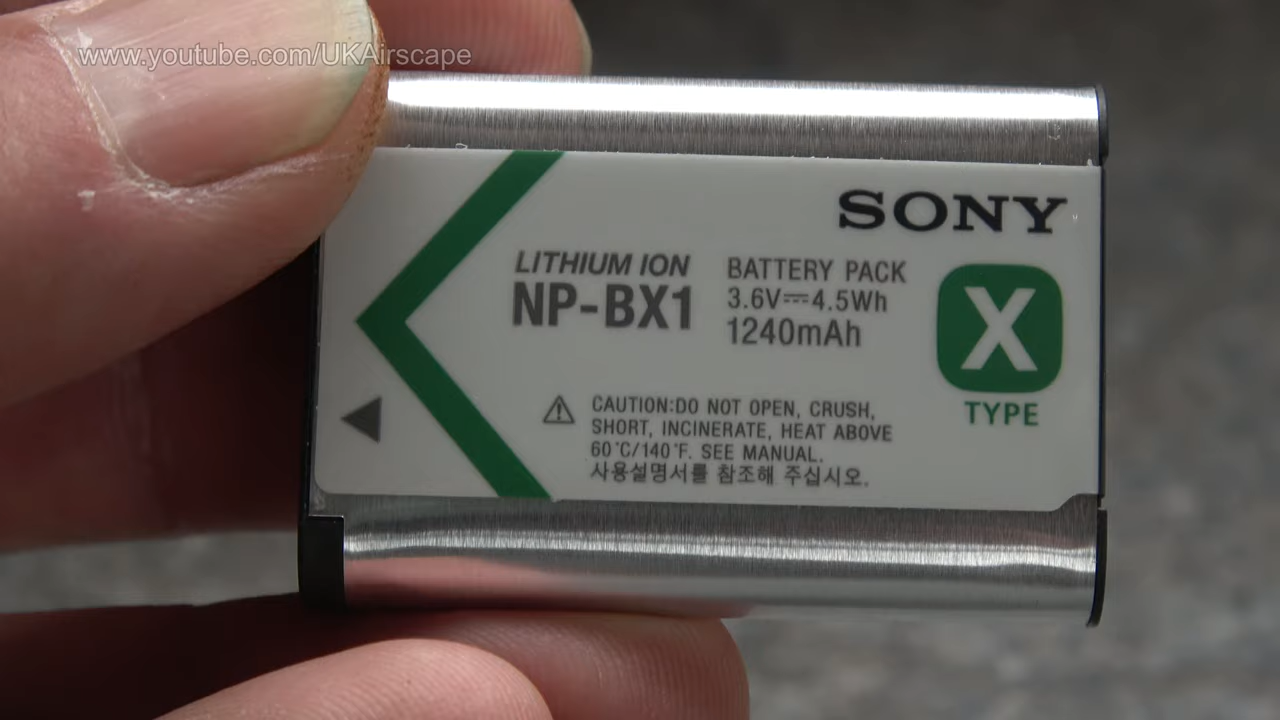 www.youtube.com/UKAirscape
SONY
LITHIUM ION
NP-BX1
BATTERY PACK
3.6V⎓4.5Wh
1240mAh
X
TYPE
CAUTION:DO NOT OPEN, CRUSH,
SHORT, INCINERATE, HEAT ABOVE
60°C/140°F. SEE MANUAL.
사용설명서를 참조해 주십시오.